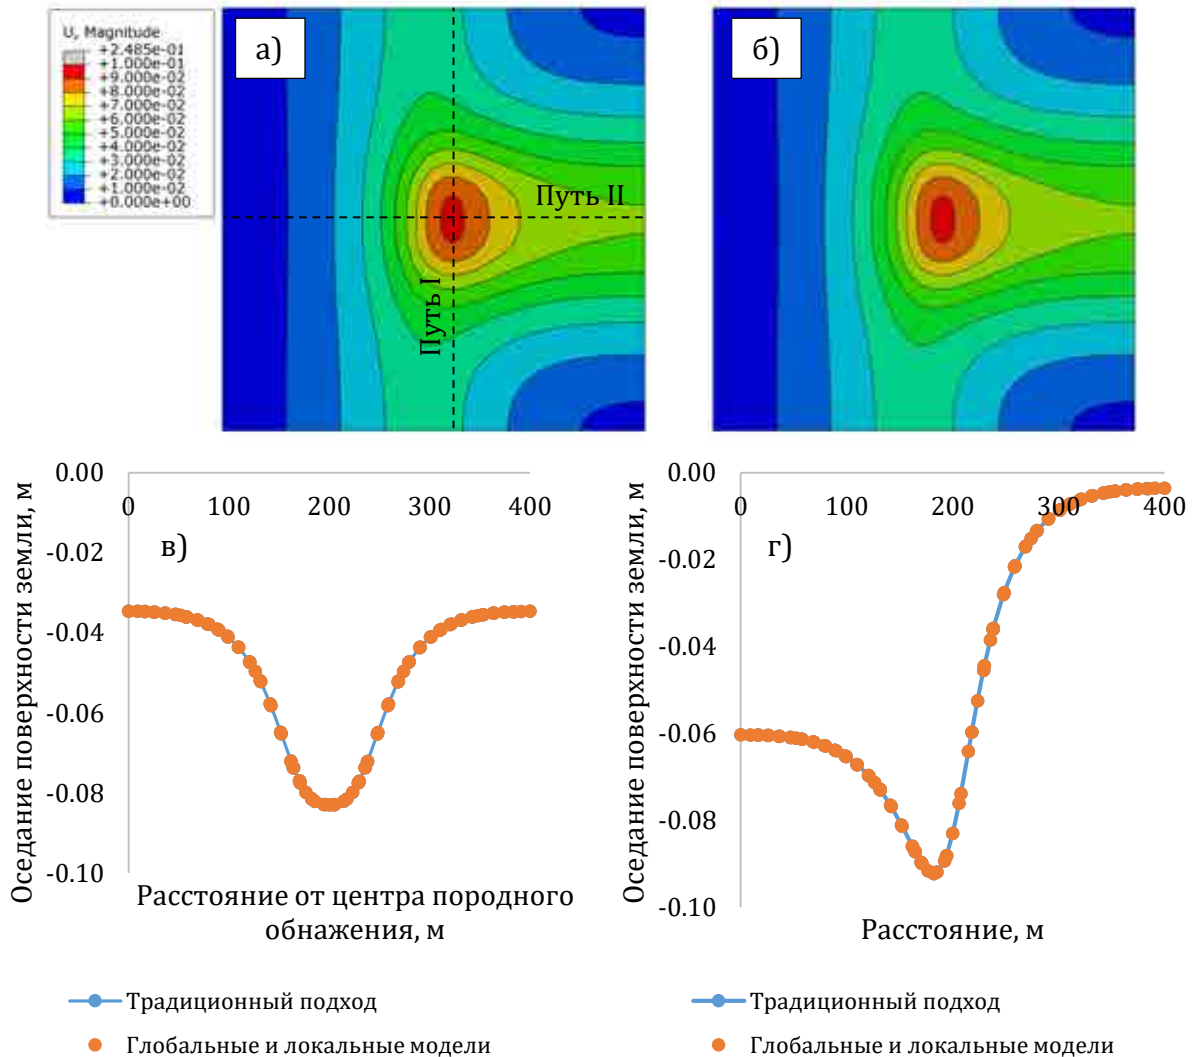 U, Magnitude
+2.485e-01
+1.000e-01
+9.000e-02
+8.000e-02
+7.000e-02
+6.000e-02
+5.000e-02
+4.000e-02
+3.000e-02
+2.000e-02
+1.000e-02
+0.000e+00
а)
Путь II
Путь I
б)
Оседание поверхности земли, м
0.00
-0.02
-0.04
-0.06
-0.08
-0.10
0 100 200 300 400
в)
Расстояние от центра породного
обнажения, м
Традиционный подход
Глобальные и локальные модели
Оседание поверхности земли, м
0.00
-0.02
-0.04
-0.06
-0.08
-0.10
0 100 200 300 400
г)
Расстояние, м
Традиционный подход
Глобальные и локальные модели